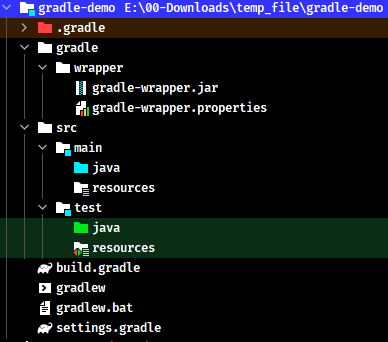 gradle-demo E:\00-Downloads\temp_file\gradle-demo
.gradle
gradle
wrapper
gradle-wrapper.jar
gradle-wrapper.properties
src
main
java
resources
test
java
resources
build.gradle
gradlew
gradlew.bat
settings.gradle